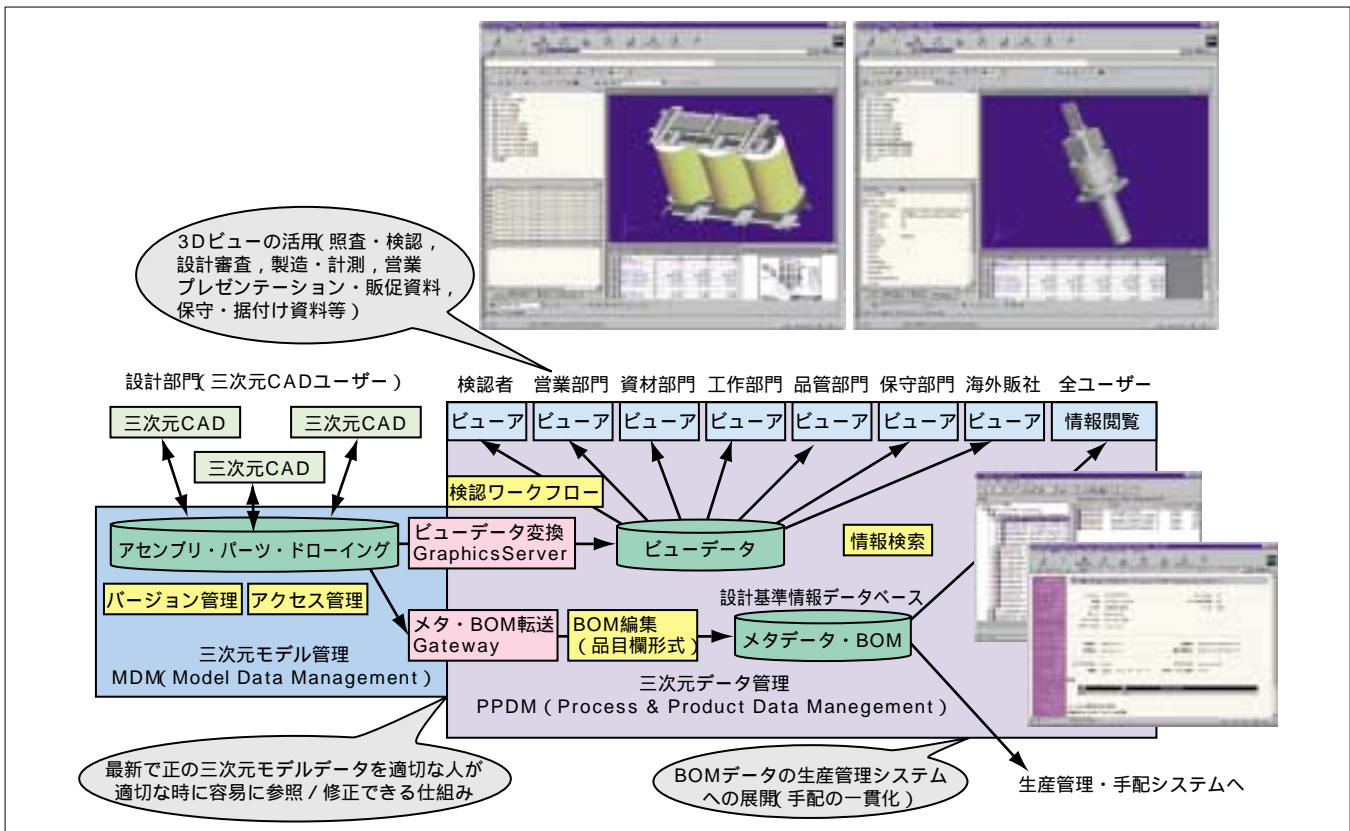 3Dビューの活用(照査・検認,
設計審査,製造・計測,営業
プレゼンテーション・販促資料,
保守・据付け資料等)
設計部門(三次元CADユーザー)
三次元CAD
三次元CAD
三次元CAD
検認者 営業部門 資材部門 工作部門 品管部門 保守部門 海外販社 全ユーザー
ビューア ビューア ビューア ビューア ビューア ビューア ビューア 情報閲覧
検認ワークフロー
アセンブリ・パーツ・ドローイング
ビューデータ変換
GraphicsServer
ビューデータ
情報検索
バージョン管理 アクセス管理
メタ・BOM転送
Gateway
BOM編集
(品目欄形式)
設計基準情報データベース
メタデータ・BOM
三次元モデル管理
MDM(Model Data Management)
三次元データ管理
PPDM(Process & Product Data Manegement)
最新で正の三次元モデルデータを適切な人が
適切な時に容易に参照/修正できる仕組み
BOMデータの生産管理システム
への展開(手配の一貫化)
生産管理・手配システムへ